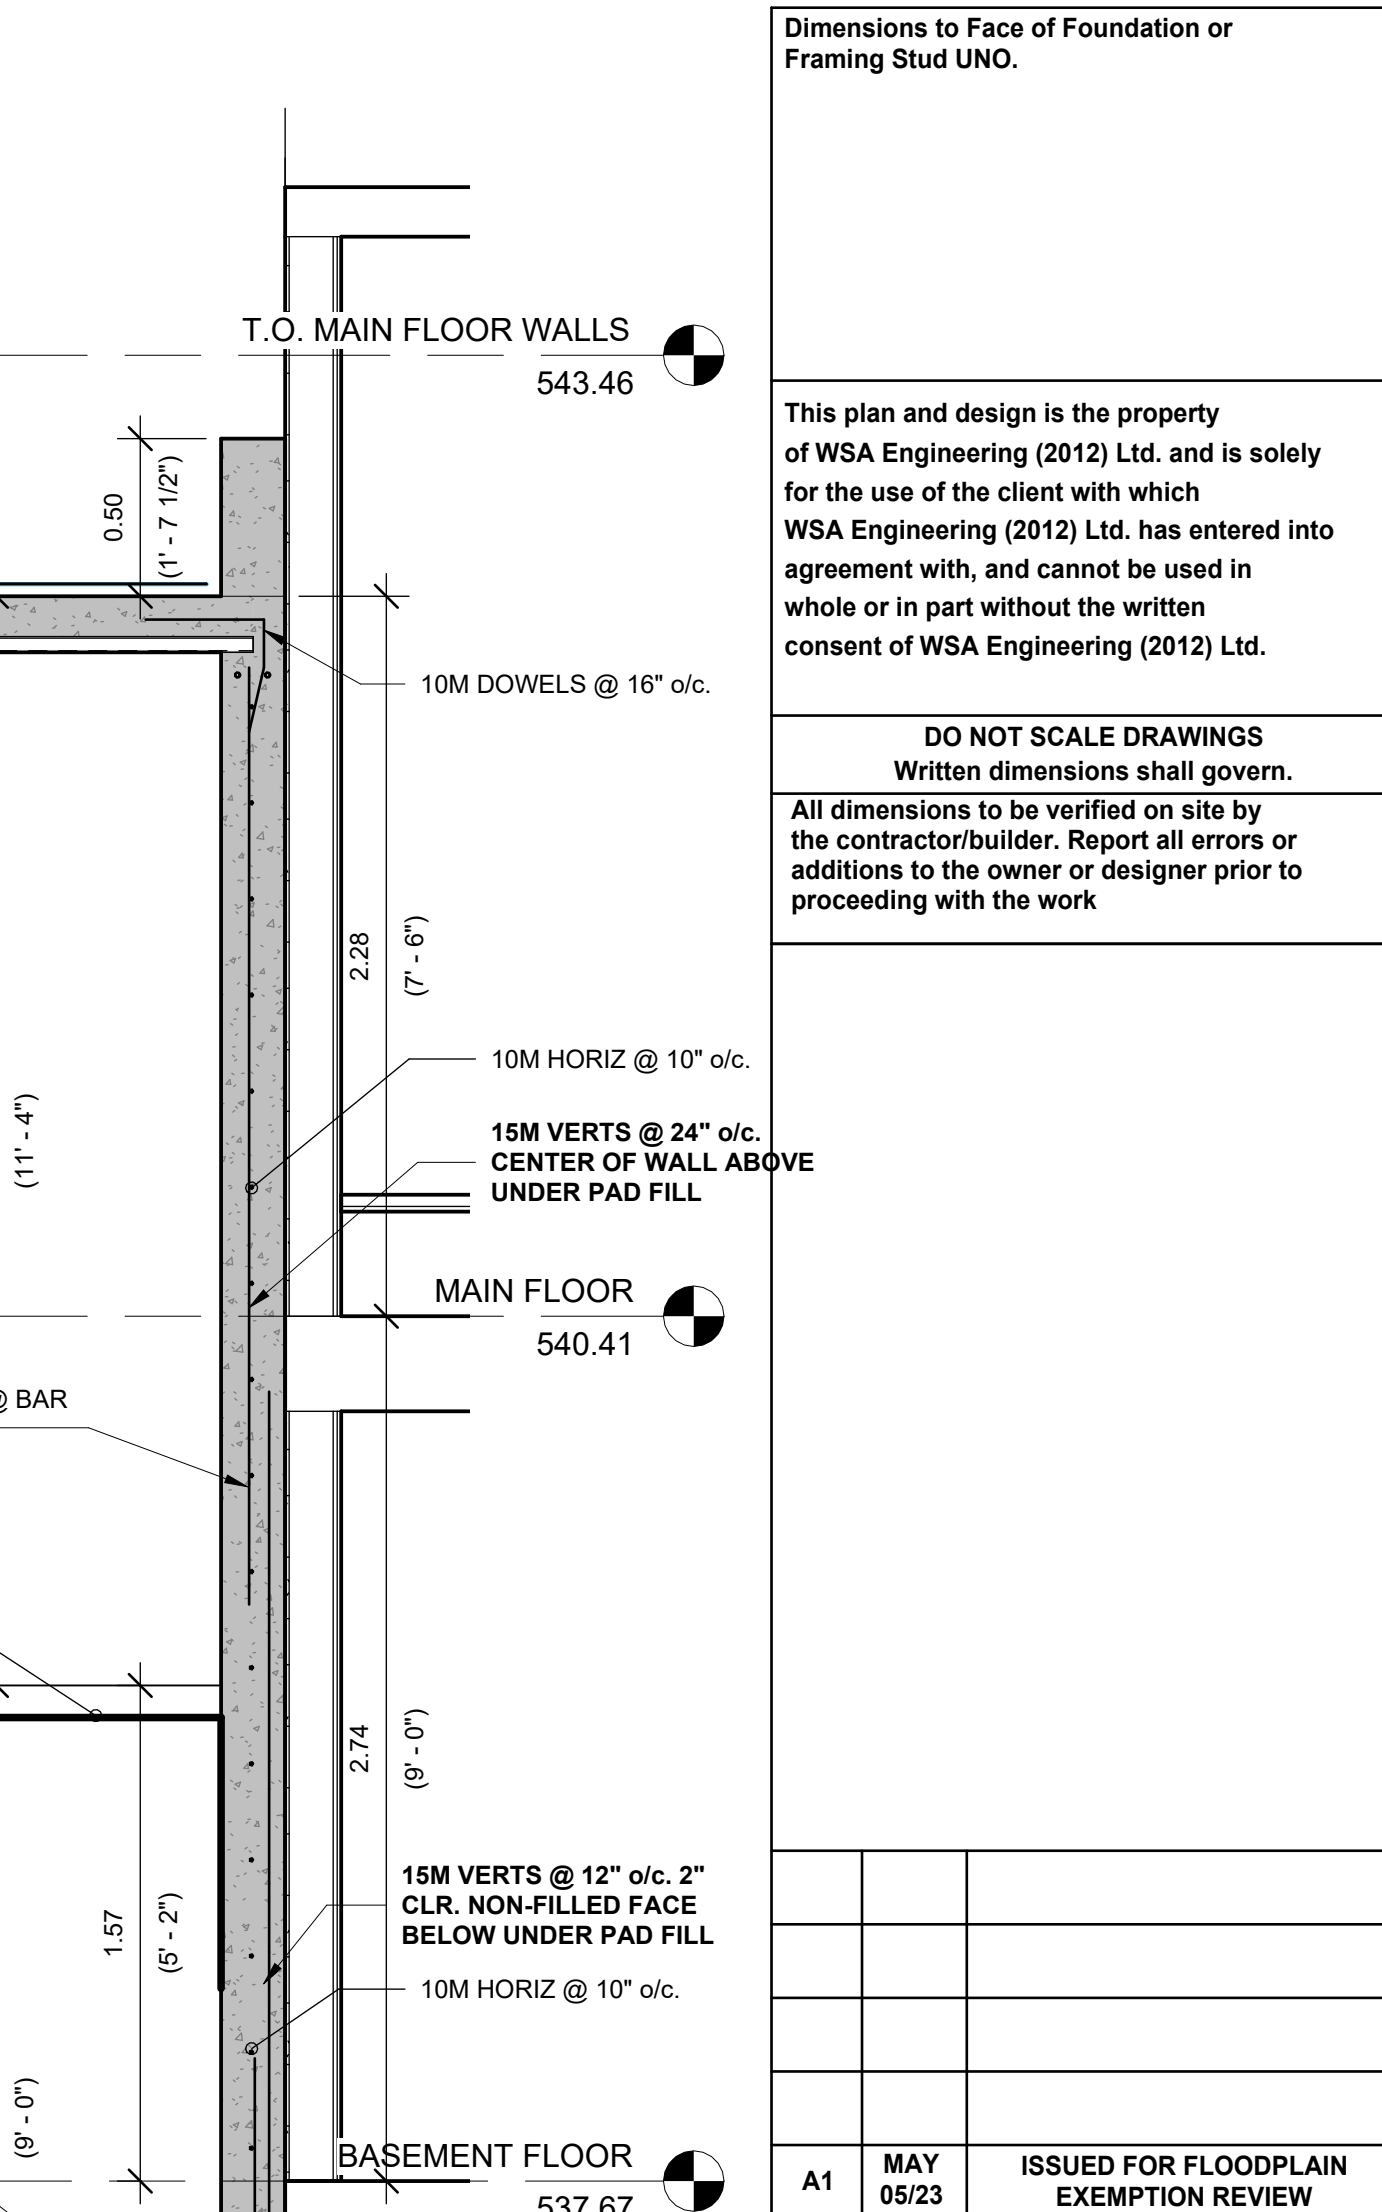 Dimensions to Face of Foundation or
Framing Stud UNO.
T.O. MAIN FLOOR WALLS
543.46
This plan and design is the property
of WSA Engineering (2012) Ltd. and is solely
for the use of the client with which
WSA Engineering (2012) Ltd. has entered into
agreement with, and cannot be used in
whole or in part without the written
consent of WSA Engineering (2012) Ltd.
0.50
(1' - 7 1/2")
10M DOWELS @ 16" o/c.
DO NOT SCALE DRAWINGS
Written dimensions shall govern.
All dimensions to be verified on site by
the contractor/builder. Report all errors or
additions to the owner or designer prior to
proceeding with the work
2.28
(7' - 6")
10M HORIZ @ 10" o/c.
(11' - 4")
15M VERTS @ 24" o/c.
CENTER OF WALL ABOVE
UNDER PAD FILL
MAIN FLOOR
540.41
@ BAR
2.74
(9' - 0")
15M VERTS @ 12" o/c. 2"
CLR. NON-FILLED FACE
BELOW UNDER PAD FILL
1.57
(5' - 2")
10M HORIZ @ 10" o/c.
(9' - 0")
BASEMENT FLOOR
537.67
A1
MAY
05/23
ISSUED FOR FLOODPLAIN
EXEMPTION REVIEW